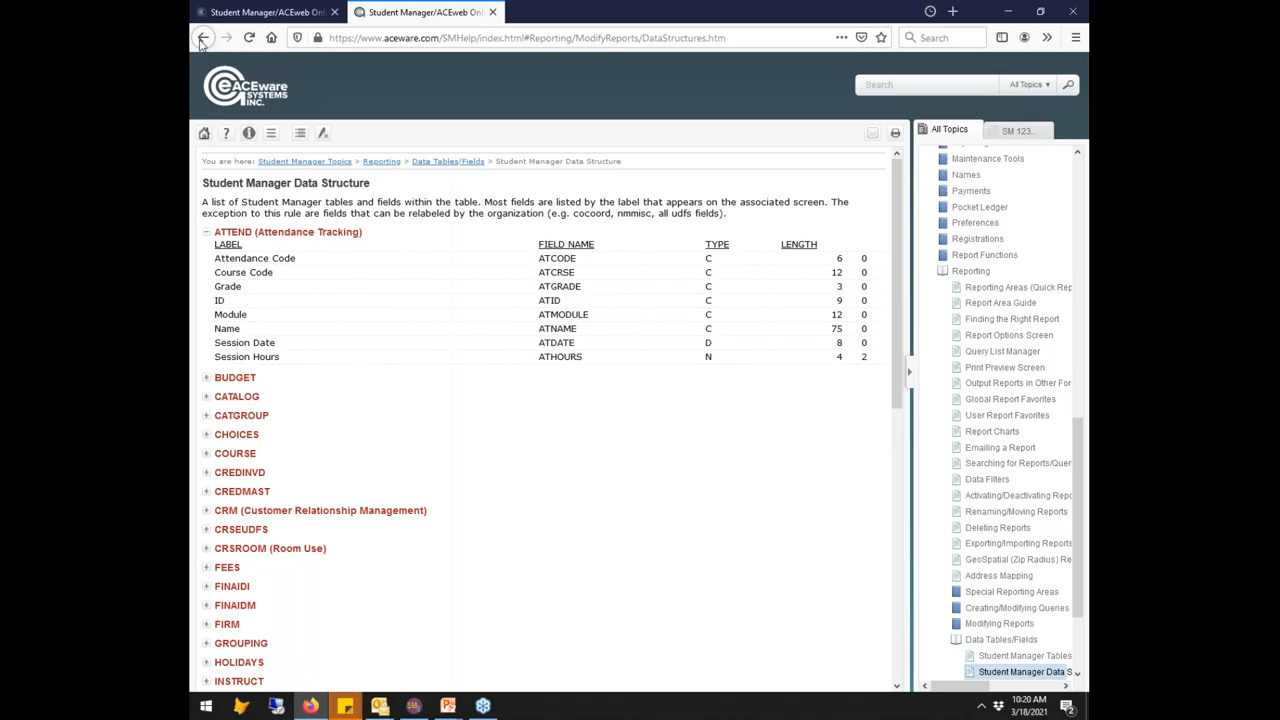 Student Manager/ACEweb Onl
Student Manager/ACEweb Onl
https://www.aceware.com/SMHelp/index.html#Reporting/ModifyReports/DataStructures.htm
Search
ACEWARE
SYSTEMS
INC.
Search
All Topics
All Topics
SM 123...
You are here: Student Manager Topics > Reporting > Data Tables/Fields > Student Manager Data Structure
Student Manager Data Structure
A list of Student Manager tables and fields within the table. Most fields are listed by the label that appears on the associated screen. The
exception to this rule are fields that can be relabeled by the organization (e.g. cocoord, nmmisc, all udfs fields).
ATTEND (Attendance Tracking)
LABEL FIELD NAME TYPE LENGTH
Attendance Code ATCODE C 6 0
Course Code ATCRSE C 12 0
Grade ATGRADE C 3 0
ID ATID C 9 0
Module ATMODULE C 12 0
Name ATNAME C 75 0
Session Date ATDATE D 8 0
Session Hours ATHOURS N 4 2
BUDGET
CATALOG
CATGROUP
CHOICES
COURSE
CREDINVD
CREDMAST
CRM (Customer Relationship Management)
CRSEUDFS
CRSROOM (Room Use)
FEES
FINAIDI
FINAIDM
FIRM
GROUPING
HOLIDAYS
INSTRUCT
Maintenance Tools
Names
Payments
Pocket Ledger
Preferences
Registrations
Report Functions
Reporting
Reporting Areas (Quick Rep
Report Area Guide
Finding the Right Report
Report Options Screen
Query List Manager
Print Preview Screen
Output Reports in Other For
Global Report Favorites
User Report Favorites
Report Charts
Emailing a Report
Searching for Reports/Quer
Data Filters
Activating/Deactivating Repo
Renaming/Moving Reports
Deleting Reports
Exporting/Importing Reports
GeoSpatial (Zip Radius) Re
Address Mapping
Special Reporting Areas
Creating/Modifying Queries
Modifying Reports
Data Tables/Fields
Student Manager Tables
Student Manager Data S
10:20 AM
3/18/2021